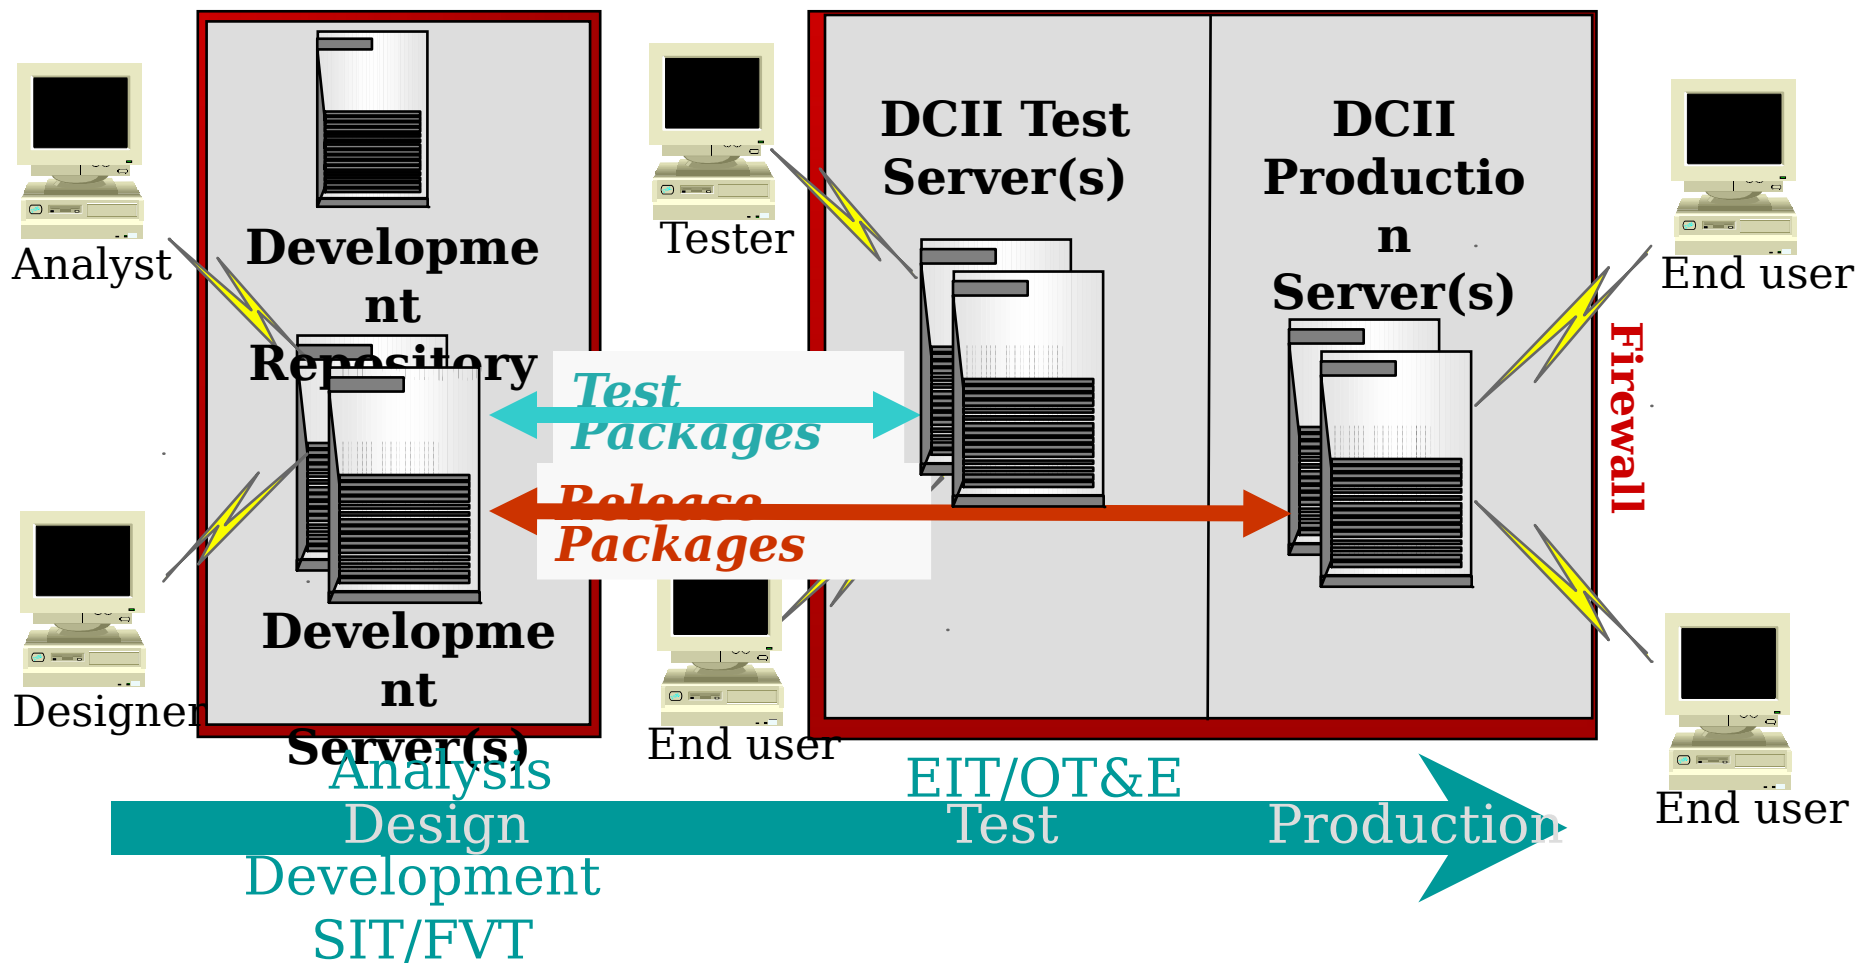 Analyst
Developme
nt
Repository
Tester
DCII Test
Server(s)
DCII
Productio
n
Server(s)
End user
Firewall
Test
Packages
Release
Packages
Designer
Developme
nt
Server(s)
End user
End user
Analysis
Design
Development
SIT/FVT
EIT/OT&E
Test
Production